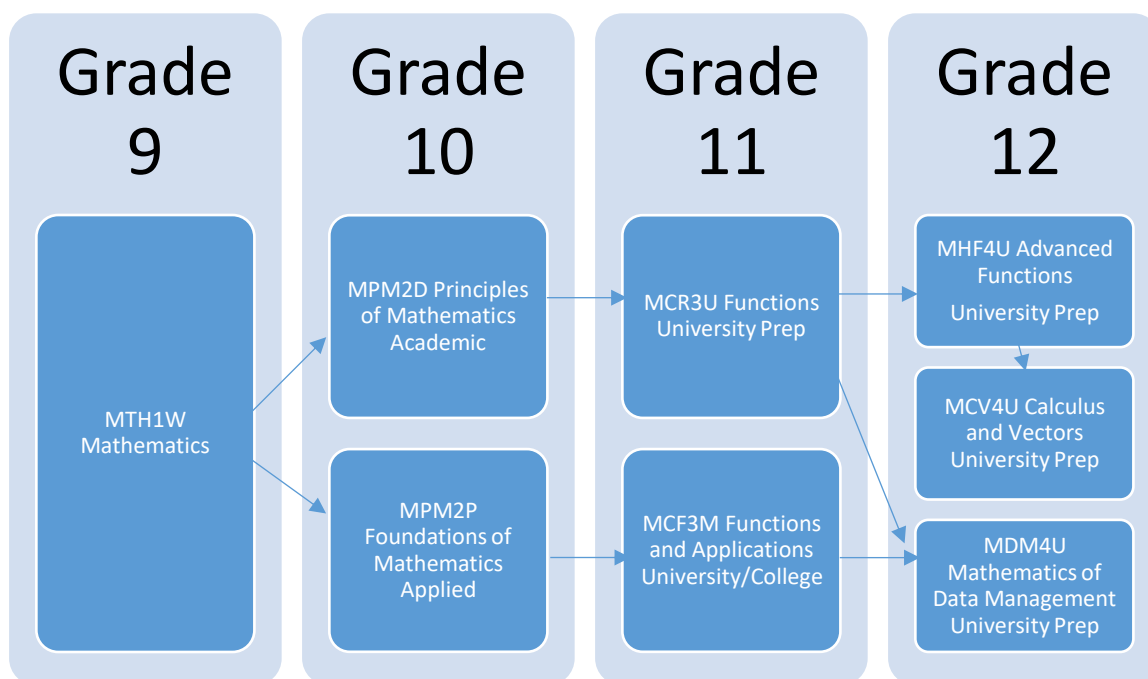 Grade
9
MTH1W
Mathematics
Grade
10
MPM2D Principles
of Mathematics
Academic
MPM2P
Foundations of
Mathematics
Applied
Grade
11
MCR3U Functions
University Prep
MCF3M Functions
and Applications
University/College
Grade
12
MHF4U Advanced
Functions
University Prep
MCV4U Calculus
and Vectors
University Prep
MDM4U
Mathematics of
Data Management
University Prep